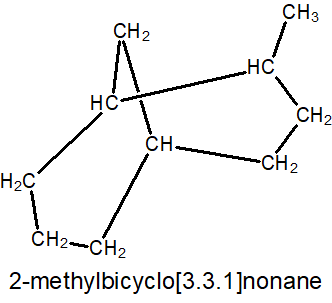 CH3
CH2
HC
HC
CH2
CH
CH2
H2C
CH2
CH2
2-methylbicyclo[3.3.1]nonane